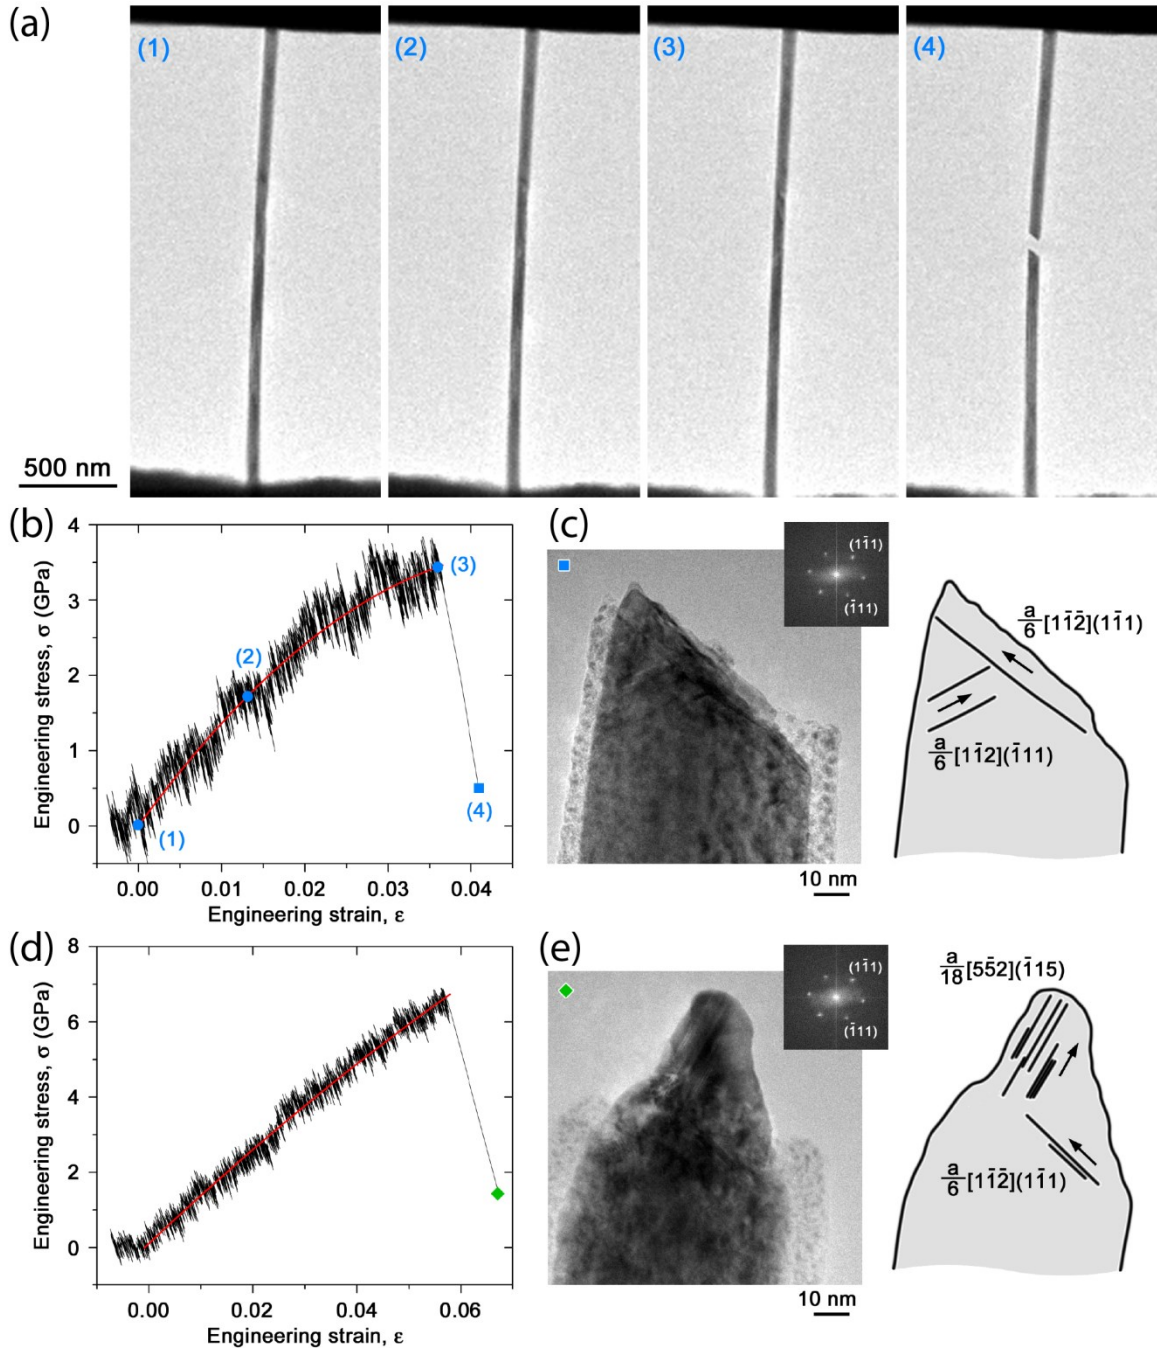 (a)
(1)
(2)
(3)
(4)
500 nm
(b)
4
3
2
1
0
Engineering stress, σ (GPa)
(1)
(2)
(3)
(4)
0.00 0.01 0.02 0.03 0.04
Engineering strain, ε
(c)
(11̄1)
(1̄11)
10 nm
a/6[11̄2̄](11̄1)
a/6[11̄2](1̄11)
(d)
8
6
4
2
0
Engineering stress, σ (GPa)
0.00 0.02 0.04 0.06
Engineering strain, ε
(e)
(11̄1)
(1̄11)
10 nm
a/18[55̄2](1̄15)
a/6[11̄2̄](11̄1)